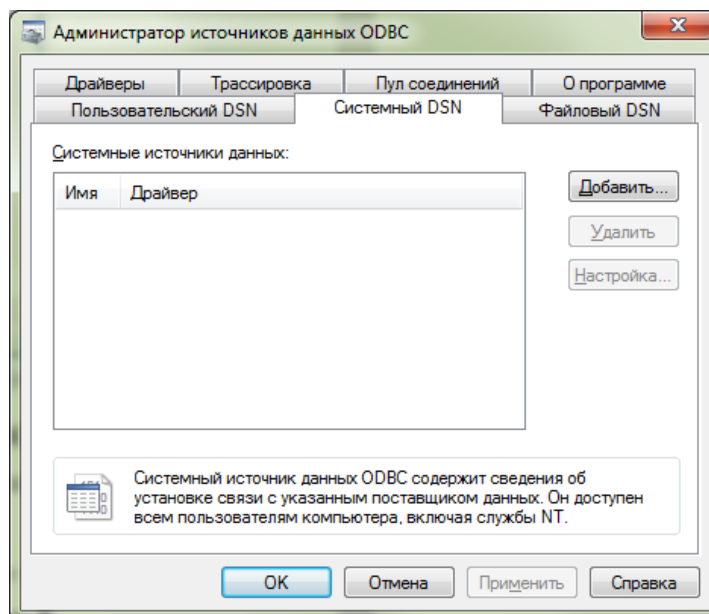 Администратор источников данных ODBC
Драйверы
Трассировка
Пул соединений
О программе
Пользовательский DSN
Системный DSN
Файловый DSN
Системные источники данных:
Имя
Драйвер
Добавить...
Удалить
Настройка...
Системный источник данных ODBC содержит сведения об
установке связи с указанным поставщиком данных. Он доступен
всем пользователям компьютера, включая службы NT.
OK
Отмена
Применить
Справка